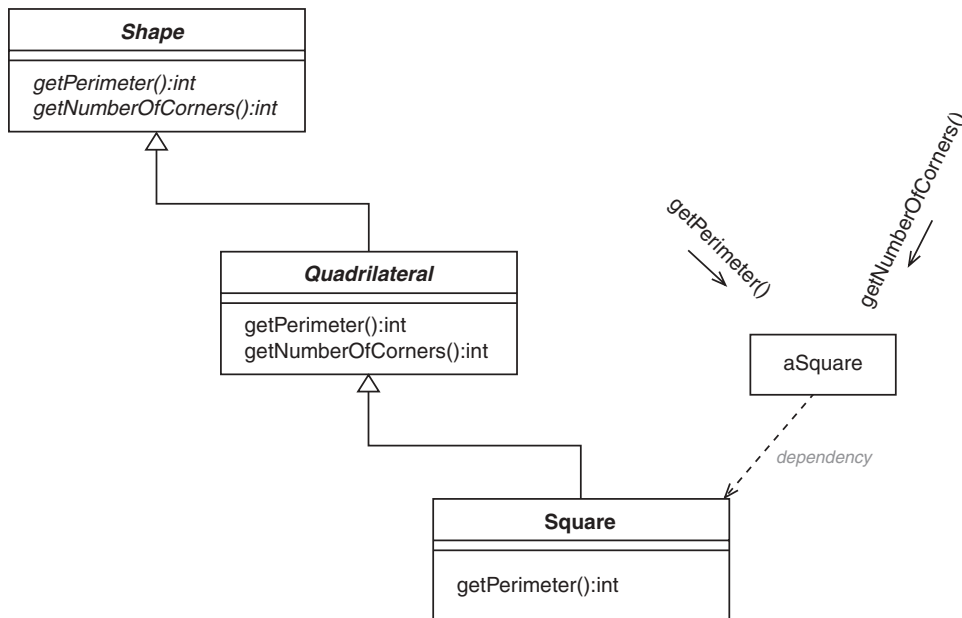 Shape
getPerimeter():int
getNumberOfCorners():int
Quadrilateral
getPerimeter():int
getNumberOfCorners():int
getPerimeter()
getNumberOfCorners()
aSquare
dependency
Square
getPerimeter():int